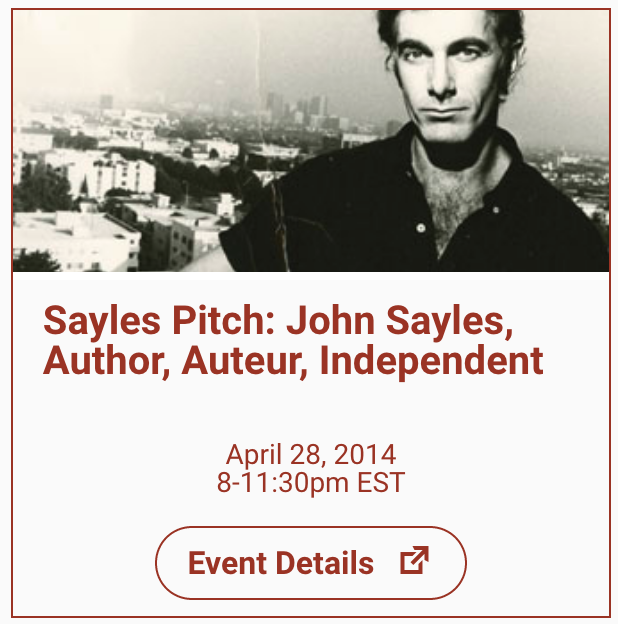 Sayles Pitch: John Sayles,
Author, Auteur, Independent
April 28, 2014
8-11:30pm EST
Event Details